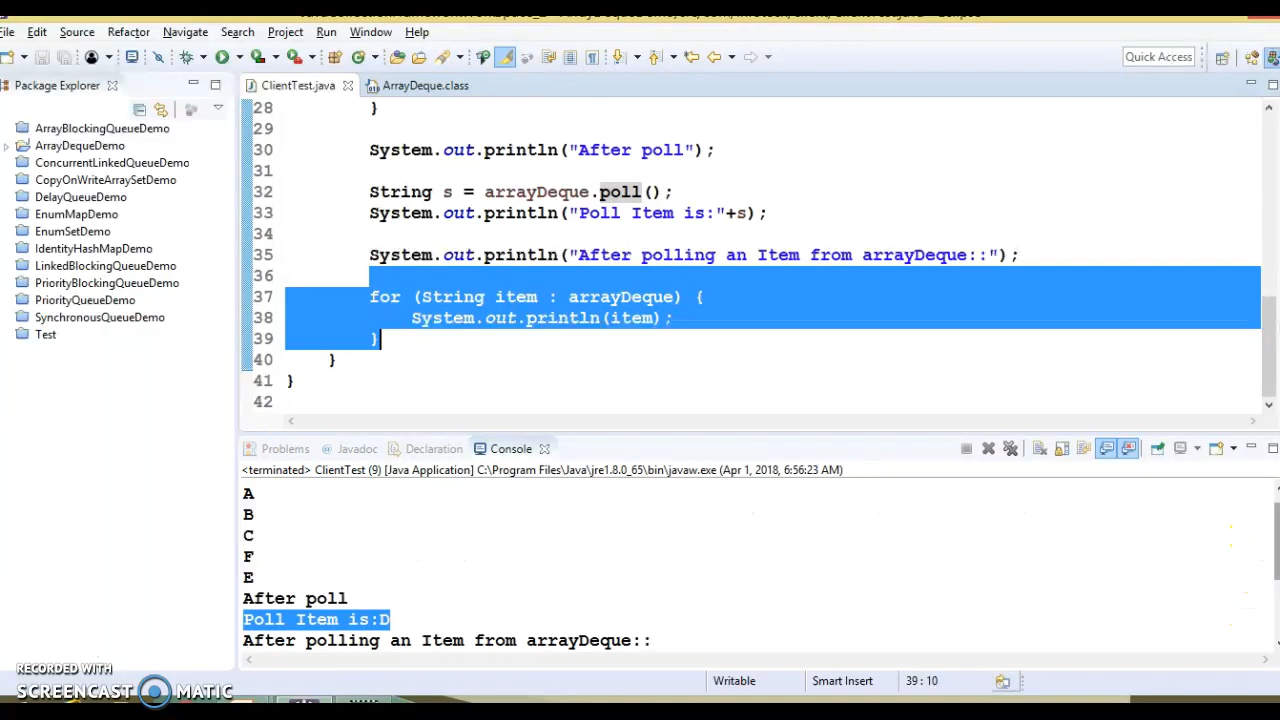 File Edit Source Refactor Navigate Search Project Run Window Help
Quick Access
Package Explorer
ClientTest.java
ArrayDeque.class
ArrayBlockingQueueDemo
ArrayDequeDemo
ConcurrentLinkedQueueDemo
CopyOnWriteArraySetDemo
DelayQueueDemo
EnumMapDemo
EnumSetDemo
IdentityHashMapDemo
LinkedBlockingQueueDemo
PriorityBlockingQueueDemo
PriorityQueueDemo
SynchronousQueueDemo
Test
28 }
29
30 System.out.println("After poll");
31
32 String s = arrayDeque.poll();
33 System.out.println("Poll Item is:"+s);
34
35 System.out.println("After polling an Item from arrayDeque::");
36
37 for (String item : arrayDeque) {
38 System.out.println(item);
39 }
40 }
41 }
42
Problems @ Javadoc Declaration Console
<terminated> ClientTest (9) [Java Application] C:\Program Files\Java\jre1.8.0_65\bin\javaw.exe (Apr 1, 2018, 6:56:23 AM)
A
B
C
F
E
After poll
Poll Item is:D
After polling an Item from arrayDeque::
Writable Smart Insert 39 : 10
RECORDED WITH
SCREENCAST MATIC